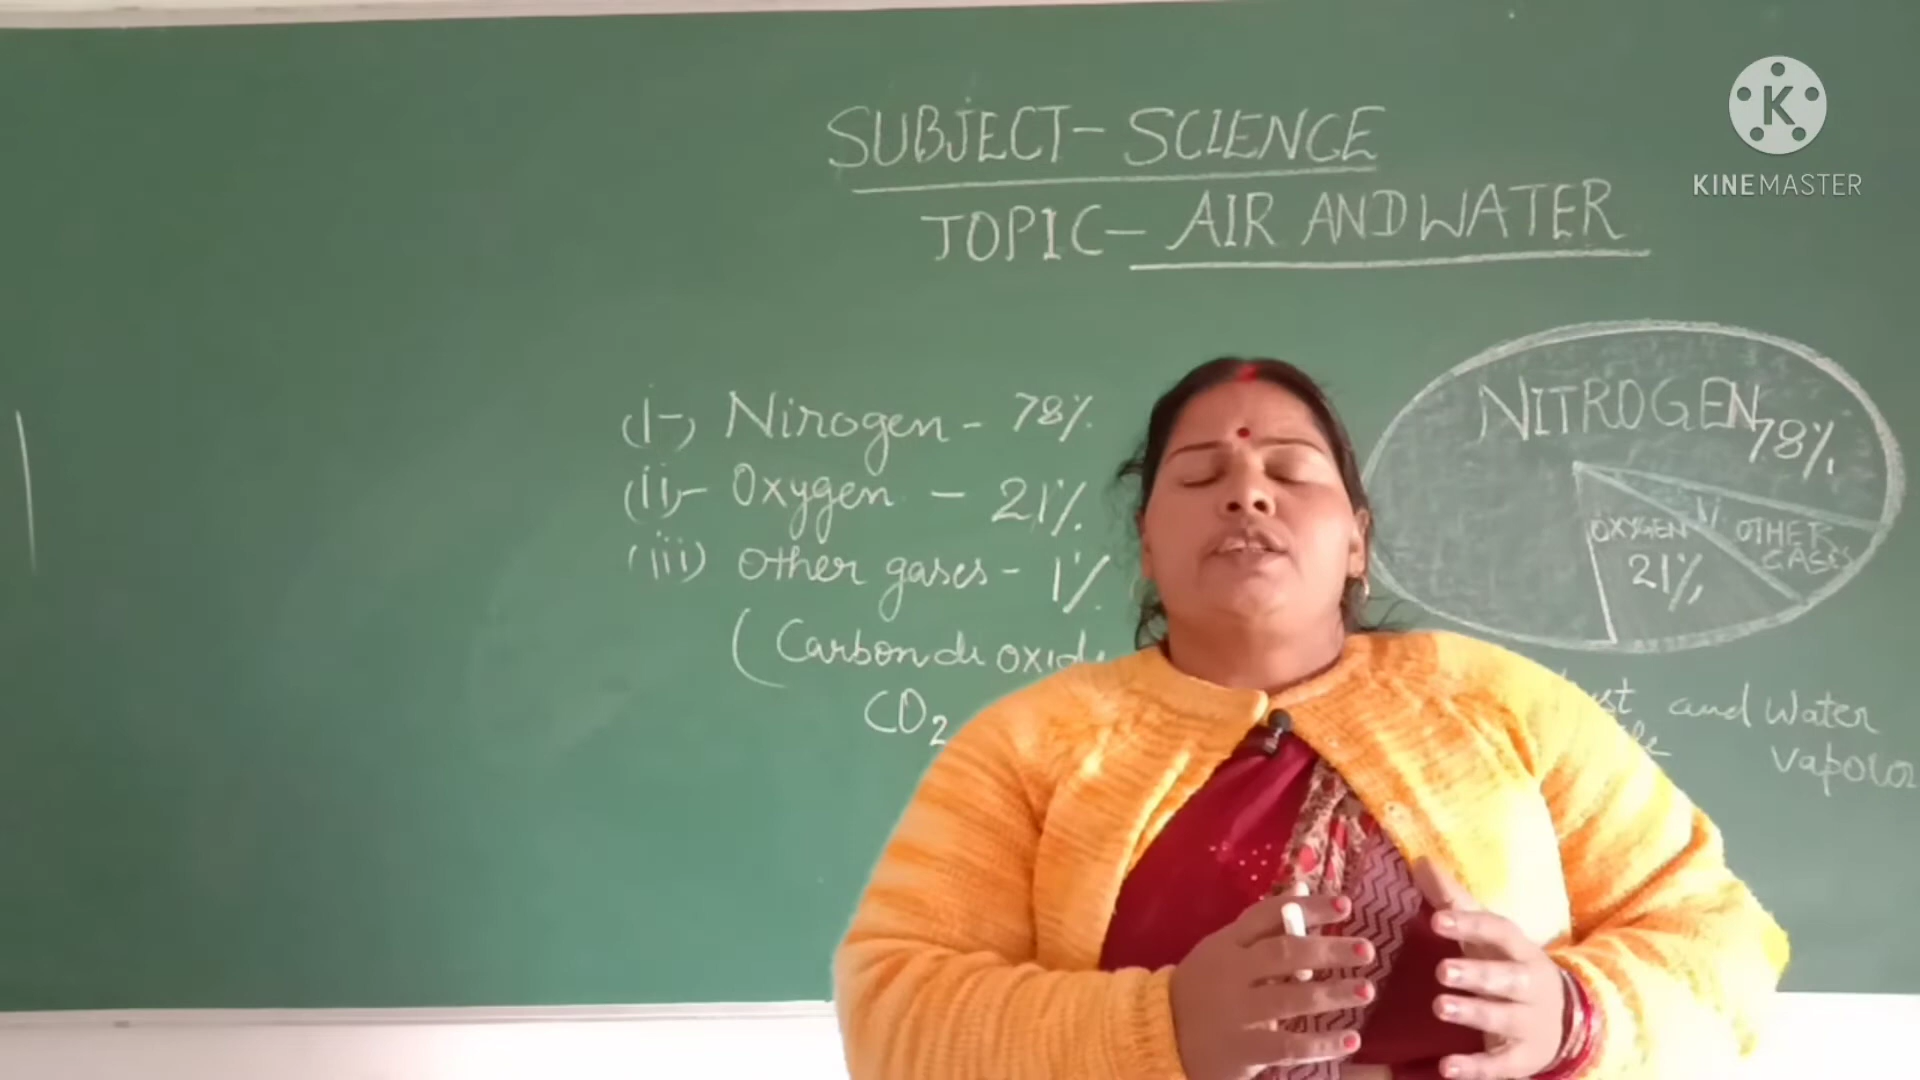 SUBJECT- SCIENCE
TOPIC- AIR AND WATER
(i-) Nirogen - 78%
(ii)- Oxygen - 21%
(iii) other gases - 1%
(Carbon di oxide
CO2
NITROGEN
78%
OXYGEN
21%
1%
OTHER
GASES
and water
vapour
K
KINEMASTER